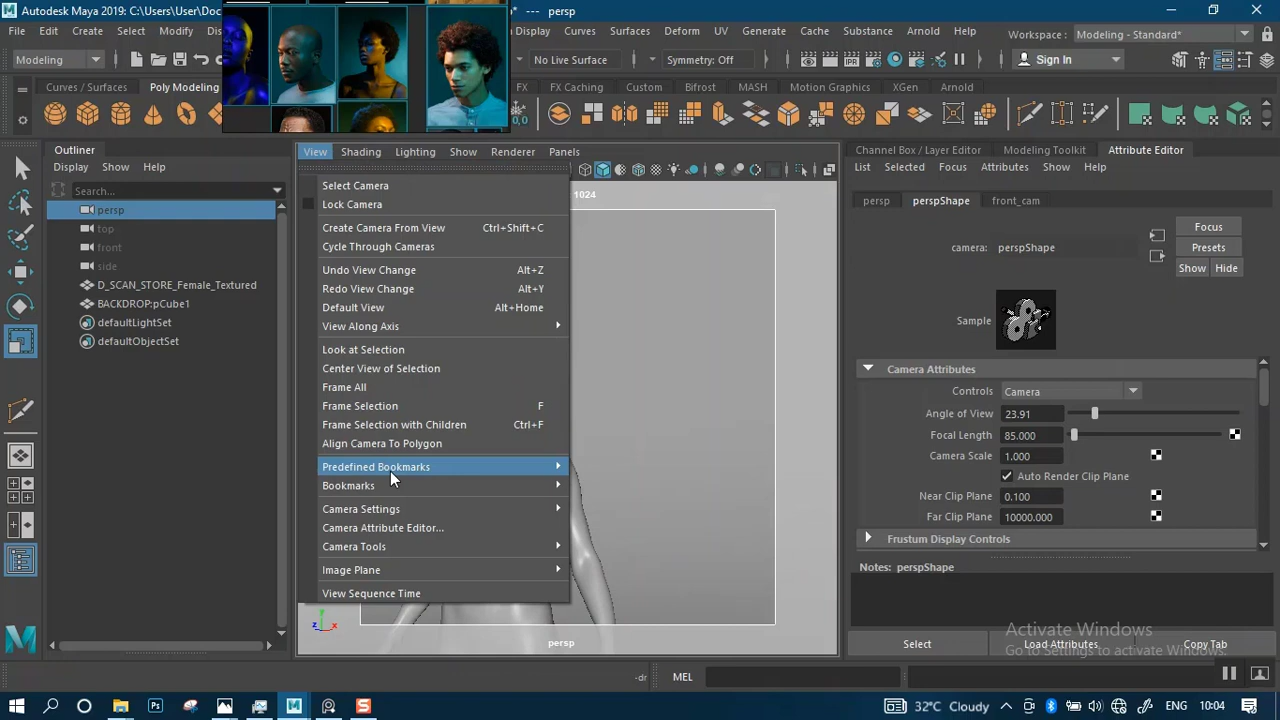 Autodesk Maya 2019: C:\Users\User\Doc
* --- persp
File Edit Create Select Modify
Display Curves Surfaces Deform UV Generate Cache Substance Arnold Help
Workspace : Modeling - Standard*
Modeling
No Live Surface
Symmetry: Off
Sign In
Curves / Surfaces Poly Modeling
FX FX Caching Custom Bifrost MASH Motion Graphics XGen Arnold
Outliner
Display Show Help
Search...
persp
top
front
side
D_SCAN_STORE_Female_Textured
BACKDROP:pCube1
defaultLightSet
defaultObjectSet
View Shading Lighting Show Renderer Panels
1024
Select Camera
Lock Camera
Create Camera From View Ctrl+Shift+C
Cycle Through Cameras
Undo View Change Alt+Z
Redo View Change Alt+Y
Default View Alt+Home
View Along Axis
Look at Selection
Center View of Selection
Frame All
Frame Selection F
Frame Selection with Children Ctrl+F
Align Camera To Polygon
Predefined Bookmarks
Bookmarks
Camera Settings
Camera Attribute Editor...
Camera Tools
Image Plane
View Sequence Time
z x
persp
Channel Box / Layer Editor Modeling Toolkit Attribute Editor
List Selected Focus Attributes Show Help
persp perspShape front_cam
camera: perspShape
Focus
Presets
Show Hide
Sample
Camera Attributes
Controls Camera
Angle of View 23.91
Focal Length 85.000
Camera Scale 1.000
Auto Render Clip Plane
Near Clip Plane 0.100
Far Clip Plane 10000.000
Frustum Display Controls
Notes: perspShape
Activate Windows
Go to Settings to activate Windows.
Select Load Attributes Copy Tab
-dr
MEL
32°C Cloudy
ENG 10:04